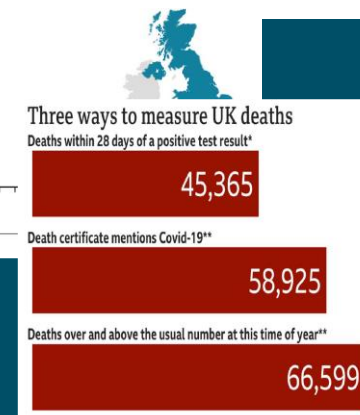 Three ways to measure UK deaths
Deaths within 28 days of a positive test result*
45,365
Death certificate mentions Covid-19**
58,925
Deaths over and above the usual number at this time of year**
66,599